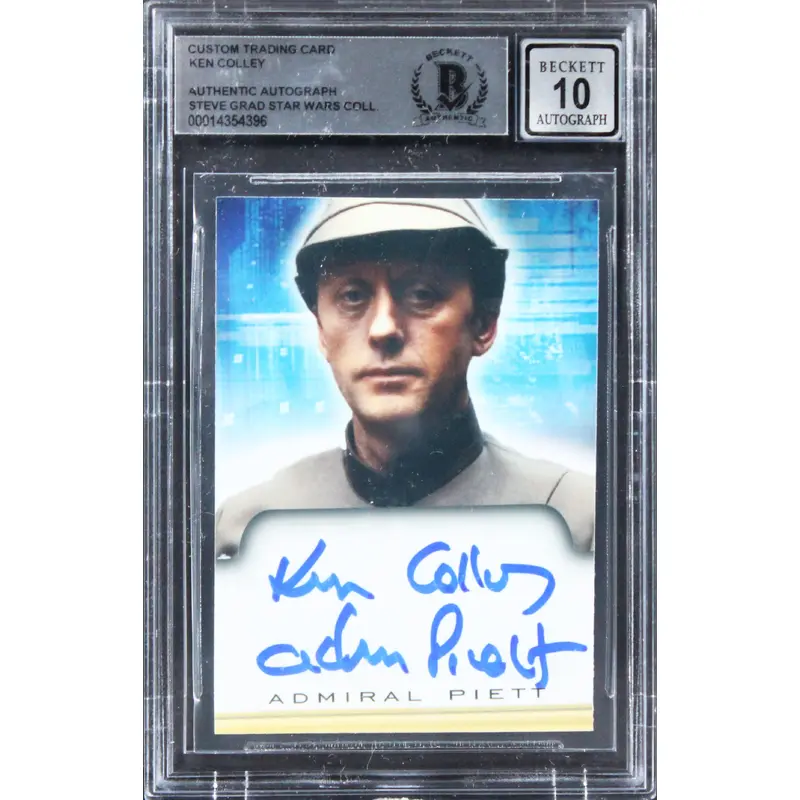 CUSTOM TRADING CARD
KEN COLLEY
AUTHENTIC AUTOGRAPH
STEVE GRAD STAR WARS COLL.
00014354396
BECKETT
B
AUTHENTIC
BECKETT
10
AUTOGRAPH
Ken Colley
adm Piett
ADMIRAL PIETT